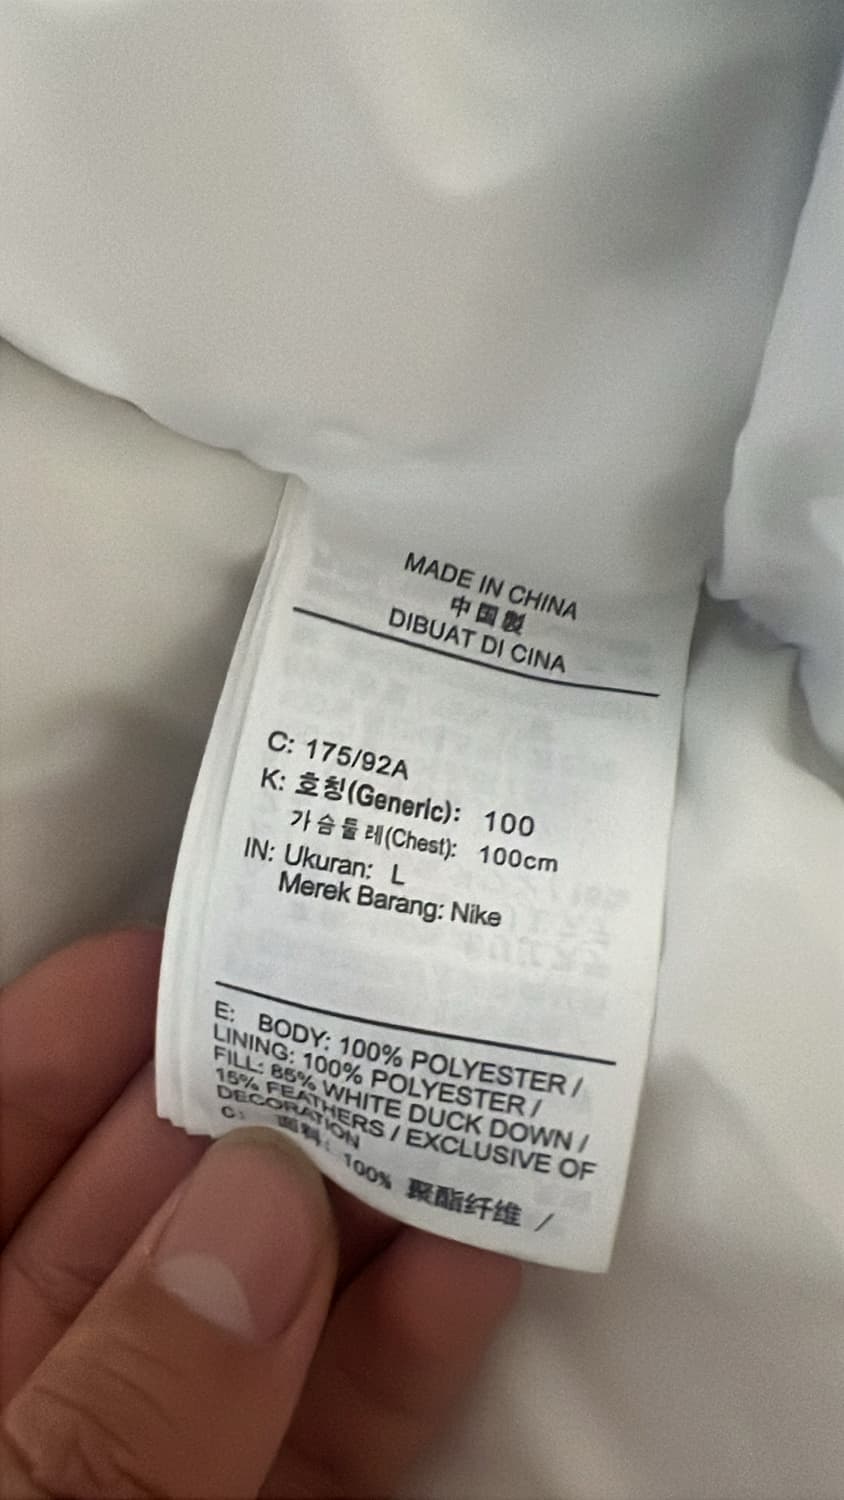 MADE IN CHINA
中国製
DIBUAT DI CINA
C: 175/92A
K: 호칭(Generic): 100
가슴둘레(Chest): 100cm
IN: Ukuran: L
Merek Barang: Nike
E: BODY: 100% POLYESTER /
LINING: 100% POLYESTER /
FILL: 85% WHITE DUCK DOWN /
15% FEATHERS / EXCLUSIVE OF
DECORATION
C: 面料: 100% 聚酯纤维 /